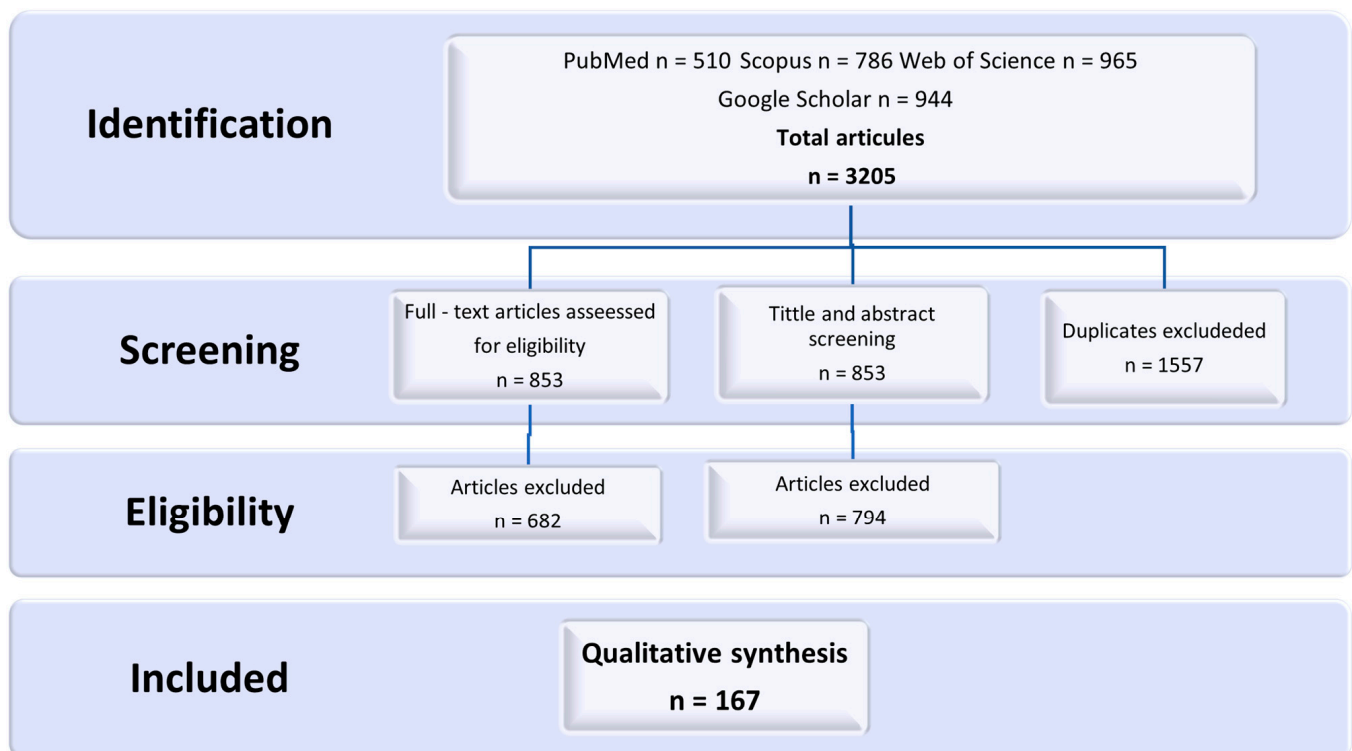 Identification
PubMed n = 510 Scopus n = 786 Web of Science n = 965
Google Scholar n = 944
Total articules
n = 3205
Screening
Full - text articles asseessed
for eligibility
n = 853
Tittle and abstract
screening
n = 853
Duplicates excludeded
n = 1557
Eligibility
Articles excluded
n = 682
Articles excluded
n = 794
Included
Qualitative synthesis
n = 167